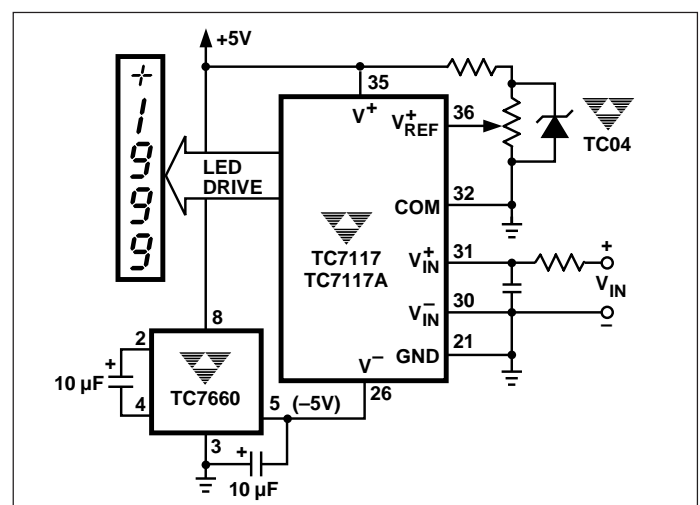 +5V
35
V+
36
V+REF
TC04
LED
DRIVE
32
COM
TC7117
TC7117A
31
V+IN
+
VIN
30
V–IN
–
21
GND
V–
26
8
2
+
10 µF
4
TC7660
5 (–5V)
3
+
10 µF
+1999